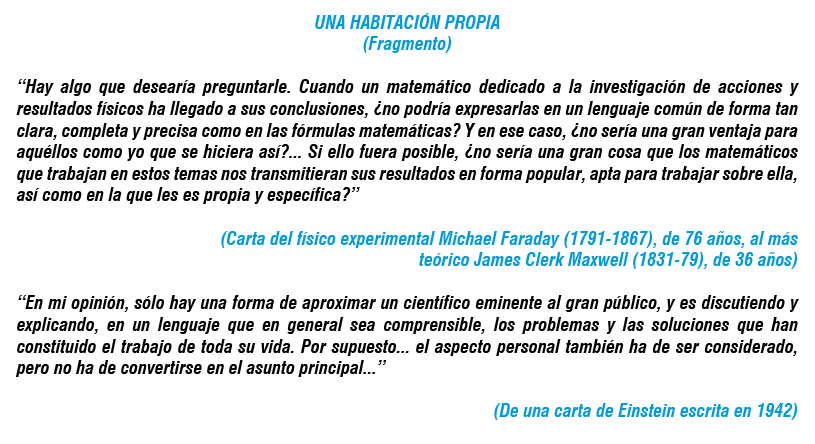 UNA HABITACIÓN PROPIA
(Fragmento)
“Hay algo que desearía preguntarle. Cuando un matemático dedicado a la investigación de acciones y
resultados físicos ha llegado a sus conclusiones, ¿no podría expresarlas en un lenguaje común de forma tan
clara, completa y precisa como en las fórmulas matemáticas? Y en ese caso, ¿no sería una gran ventaja para
aquéllos como yo que se hiciera así?... Si ello fuera posible, ¿no sería una gran cosa que los matemáticos
que trabajan en estos temas nos transmitieran sus resultados en forma popular, apta para trabajar sobre ella,
así como en la que les es propia y específica?”
(Carta del físico experimental Michael Faraday (1791-1867), de 76 años, al más
teórico James Clerk Maxwell (1831-79), de 36 años)
“En mi opinión, sólo hay una forma de aproximar un científico eminente al gran público, y es discutiendo y
explicando, en un lenguaje que en general sea comprensible, los problemas y las soluciones que han
constituido el trabajo de toda su vida. Por supuesto... el aspecto personal también ha de ser considerado,
pero no ha de convertirse en el asunto principal...”
(De una carta de Einstein escrita en 1942)